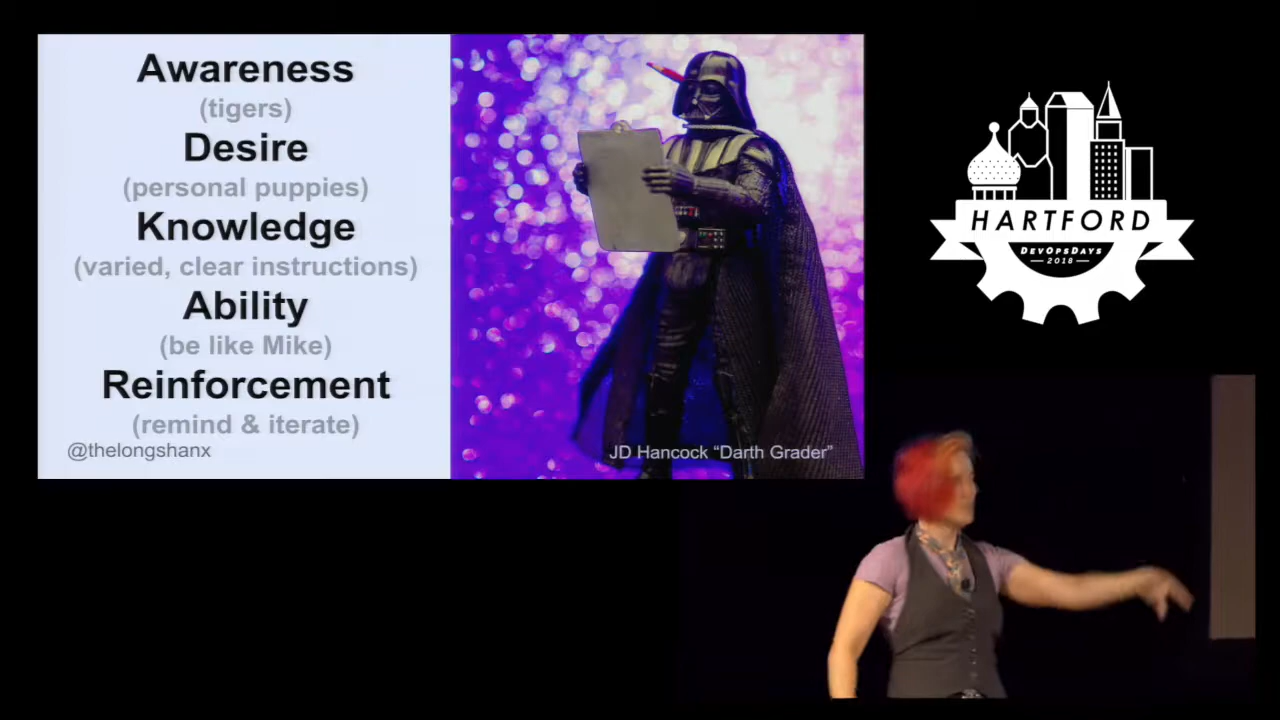 Awareness
(tigers)
Desire
(personal puppies)
Knowledge
(varied, clear instructions)
Ability
(be like Mike)
Reinforcement
(remind & iterate)
@thelongshanx
JD Hancock “Darth Grader”
HARTFORD
DevOpsDays
2018